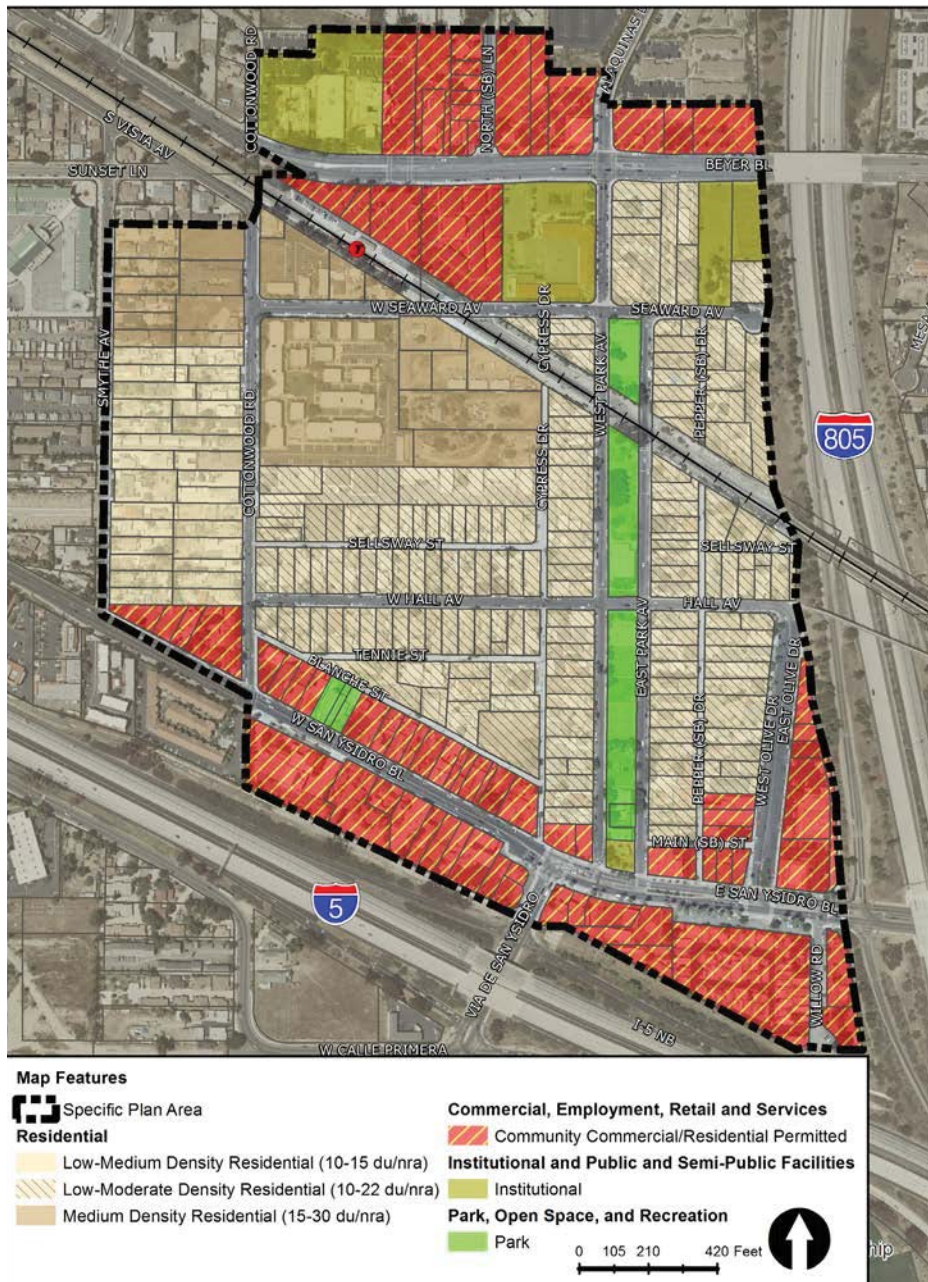 COTTONWOOD RD
NORTH (SB) LN
S VISTA AV
SUNSET LN
BEYER BL
T
W SEAWARD AV
SEAWARD AV
CYPRESS DR
WEST PARK AV
PEPPER (SB) DR
SMYTHE AV
COTTONWOOD RD
CYPRESS DR
805
SELLSWAY ST
SELLSWAY ST
W HALL AV
HALL AV
TENNIE ST
BLANCHE ST
EAST PARK AV
W SAN YSIDRO BL
PEPPER (SB) DR
WEST OLIVE DR
EAST OLIVE DR
MAIN (SB) ST
E SAN YSIDRO BL
5
VIA DE SAN YSIDRO
WILLOW RD
I-5 NB
W CALLE PRIMERA
Map Features
Specific Plan Area
Residential
Low-Medium Density Residential (10-15 du/nra)
Low-Moderate Density Residential (10-22 du/nra)
Medium Density Residential (15-30 du/nra)
Commercial, Employment, Retail and Services
Community Commercial/Residential Permitted
Institutional and Public and Semi-Public Facilities
Institutional
Park, Open Space, and Recreation
Park
0 105 210 420 Feet